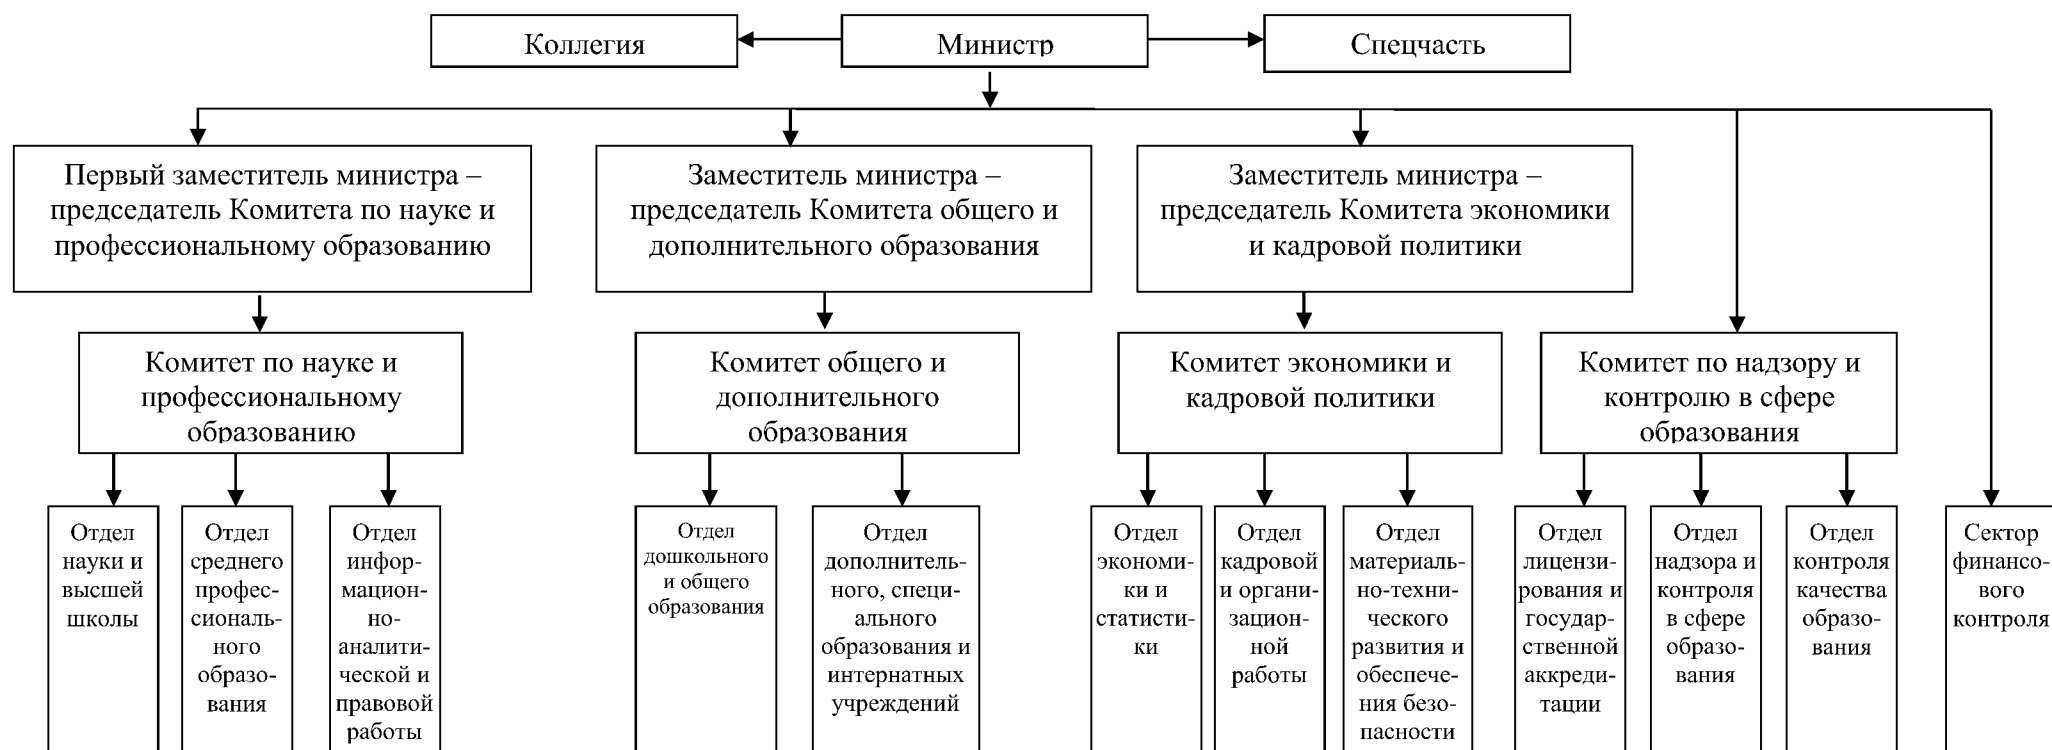 Коллегия
Министр
Спецчасть
Первый заместитель министра –
председатель Комитета по науке и
профессиональному образованию
Заместитель министра –
председатель Комитета общего и
дополнительного образования
Заместитель министра –
председатель Комитета экономики
и кадровой политики
Комитет по науке и
профессиональному
образованию
Комитет общего и
дополнительного
образования
Комитет экономики и
кадровой политики
Комитет по надзору и
контролю в сфере
образования
Отдел
науки и
высшей
школы
Отдел
среднего
профес-
сиональ-
ного
образо-
вания
Отдел
инфор-
мацион-
но-
аналити-
ческой и
правовой
работы
Отдел
дошкольного
и общего
образования
Отдел
дополнитель-
ного, специ-
ального
образования и
интернатных
учреждений
Отдел
экономи-
ки и
статисти-
ки
Отдел
кадровой
и органи-
зацион-
ной
работы
Отдел
материаль-
но-техни-
ческого
развития и
обеспече-
ния безо-
пасности
Отдел
лицензи-
рования и
государ-
ственной
аккреди-
тации
Отдел
надзора и
контроля
в сфере
образо-
вания
Отдел
контроля
качества
образо-
вания
Сектор
финансо-
вого
контроля